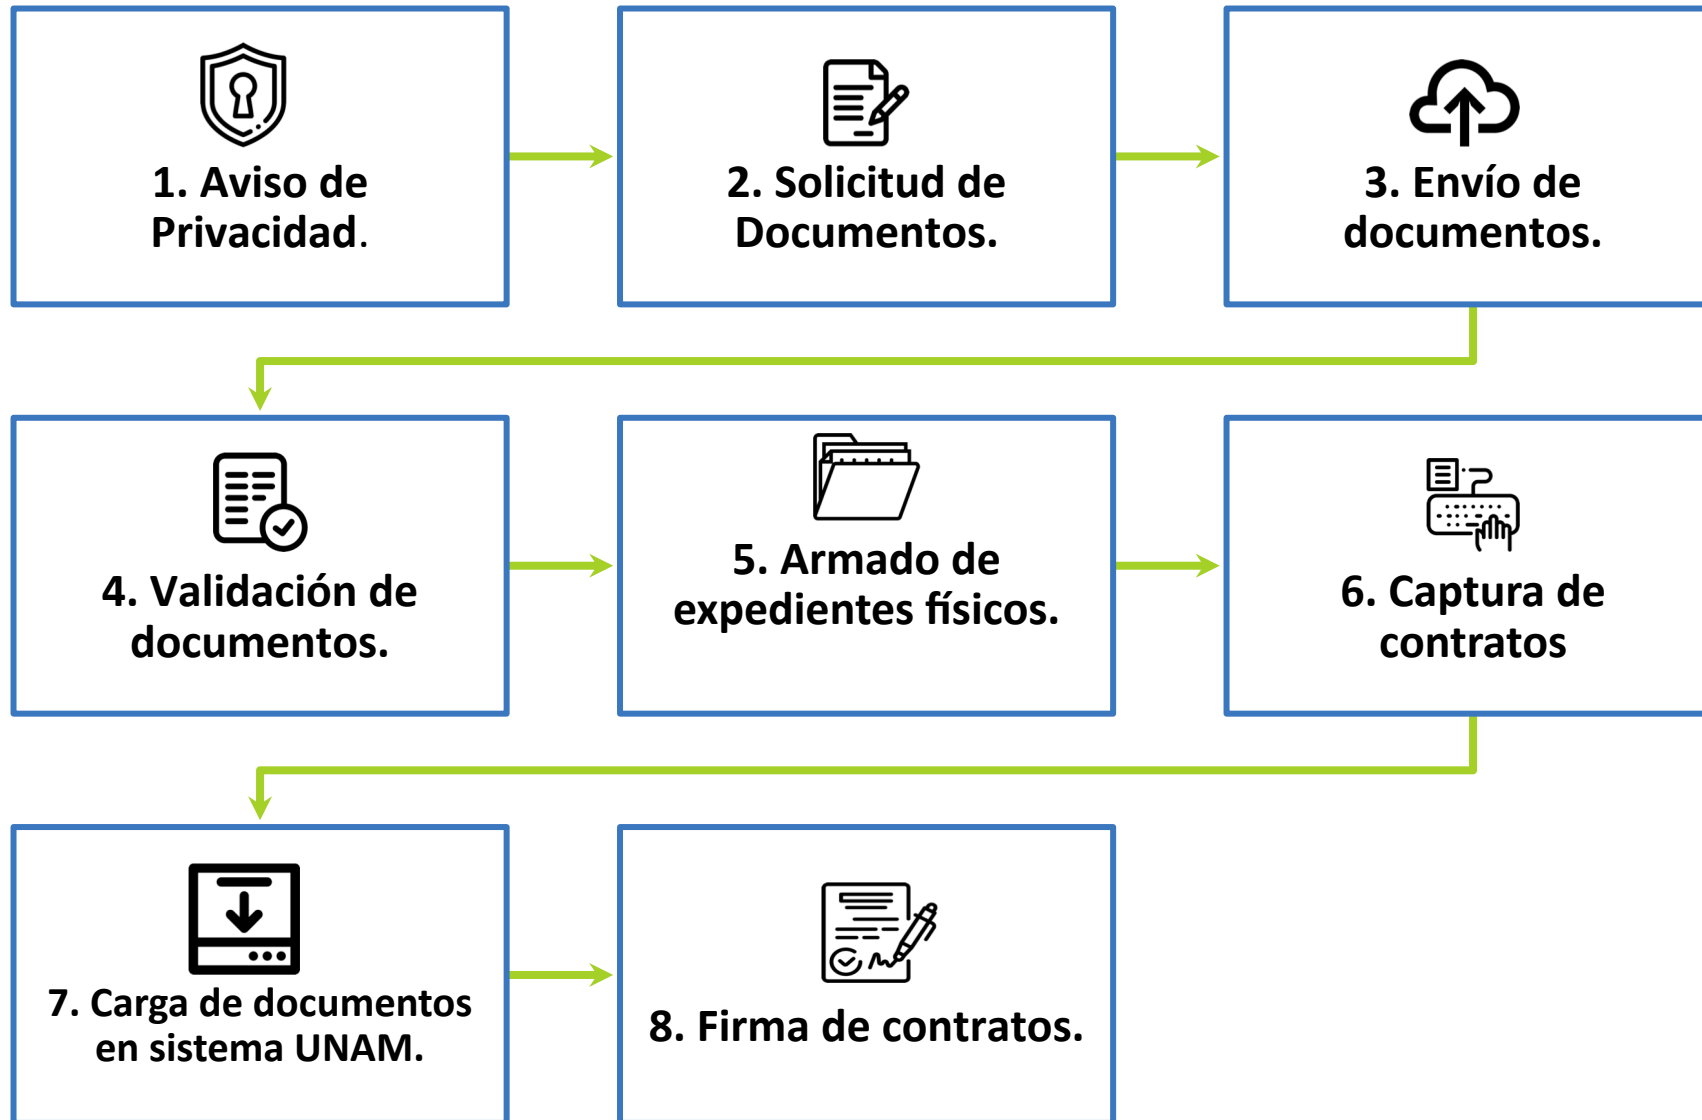 1. Aviso de
Privacidad.
2. Solicitud de
Documentos.
3. Envío de
documentos.
4. Validación de
documentos.
5. Armado de
expedientes físicos.
6. Captura de
contratos
7. Carga de documentos
en sistema UNAM.
8. Firma de contratos.